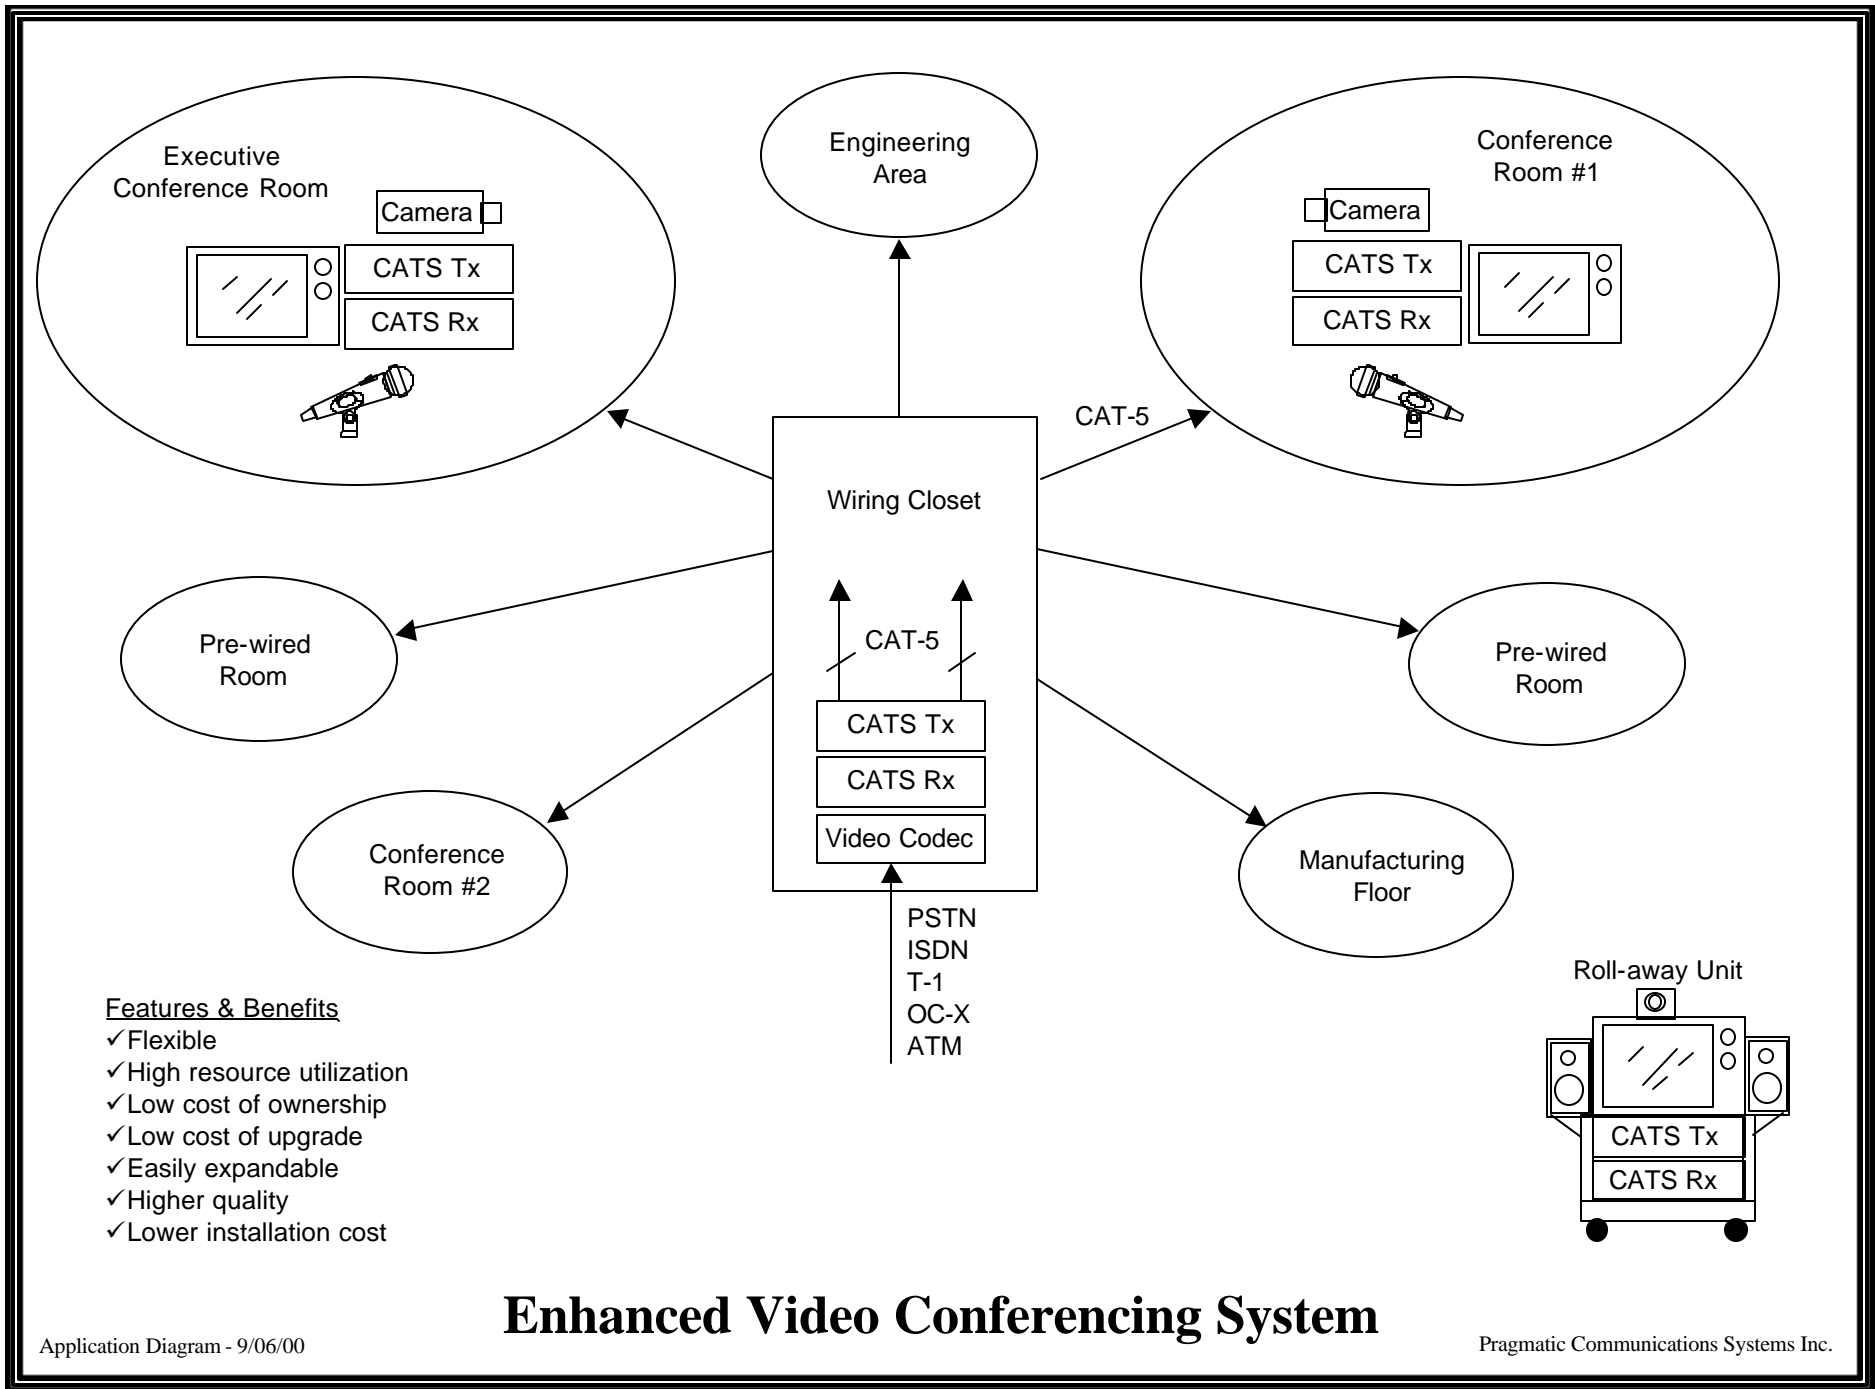 Executive
Conference Room
Camera
CATS Tx
CATS Rx
Engineering
Area
Conference
Room #1
Camera
CATS Tx
CATS Rx
CAT-5
Wiring Closet
CAT-5
CATS Tx
CATS Rx
Video Codec
Pre-wired
Room
Pre-wired
Room
Conference
Room #2
Manufacturing
Floor
PSTN
ISDN
T-1
OC-X
ATM
Features & Benefits
✓Flexible
✓High resource utilization
✓Low cost of ownership
✓Low cost of upgrade
✓Easily expandable
✓Higher quality
✓Lower installation cost
Roll-away Unit
CATS Tx
CATS Rx
Enhanced Video Conferencing System
Application Diagram - 9/06/00
Pragmatic Communications Systems Inc.